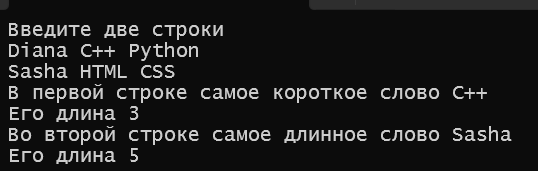 Введите две строки
Diana C++ Python
Sasha HTML CSS
В первой строке самое короткое слово C++
Его длина 3
Во второй строке самое длинное слово Sasha
Его длина 5